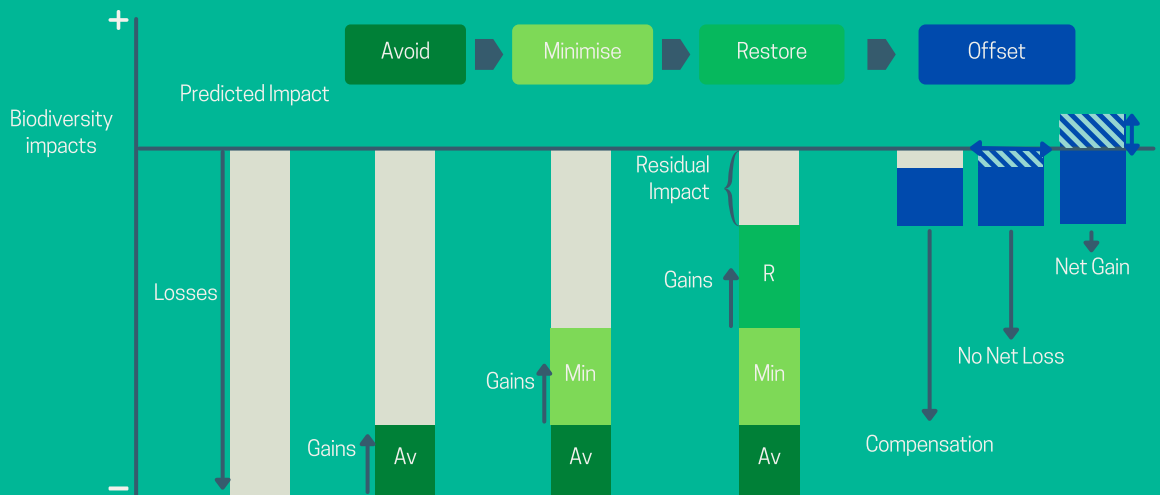 +
Avoid
Minimise
Restore
Offset
Predicted Impact
Biodiversity
impacts
Residual
Impact
Losses
Gains
Av
Gains
Min
Av
Gains
R
Min
Av
Net Gain
No Net Loss
Compensation
−